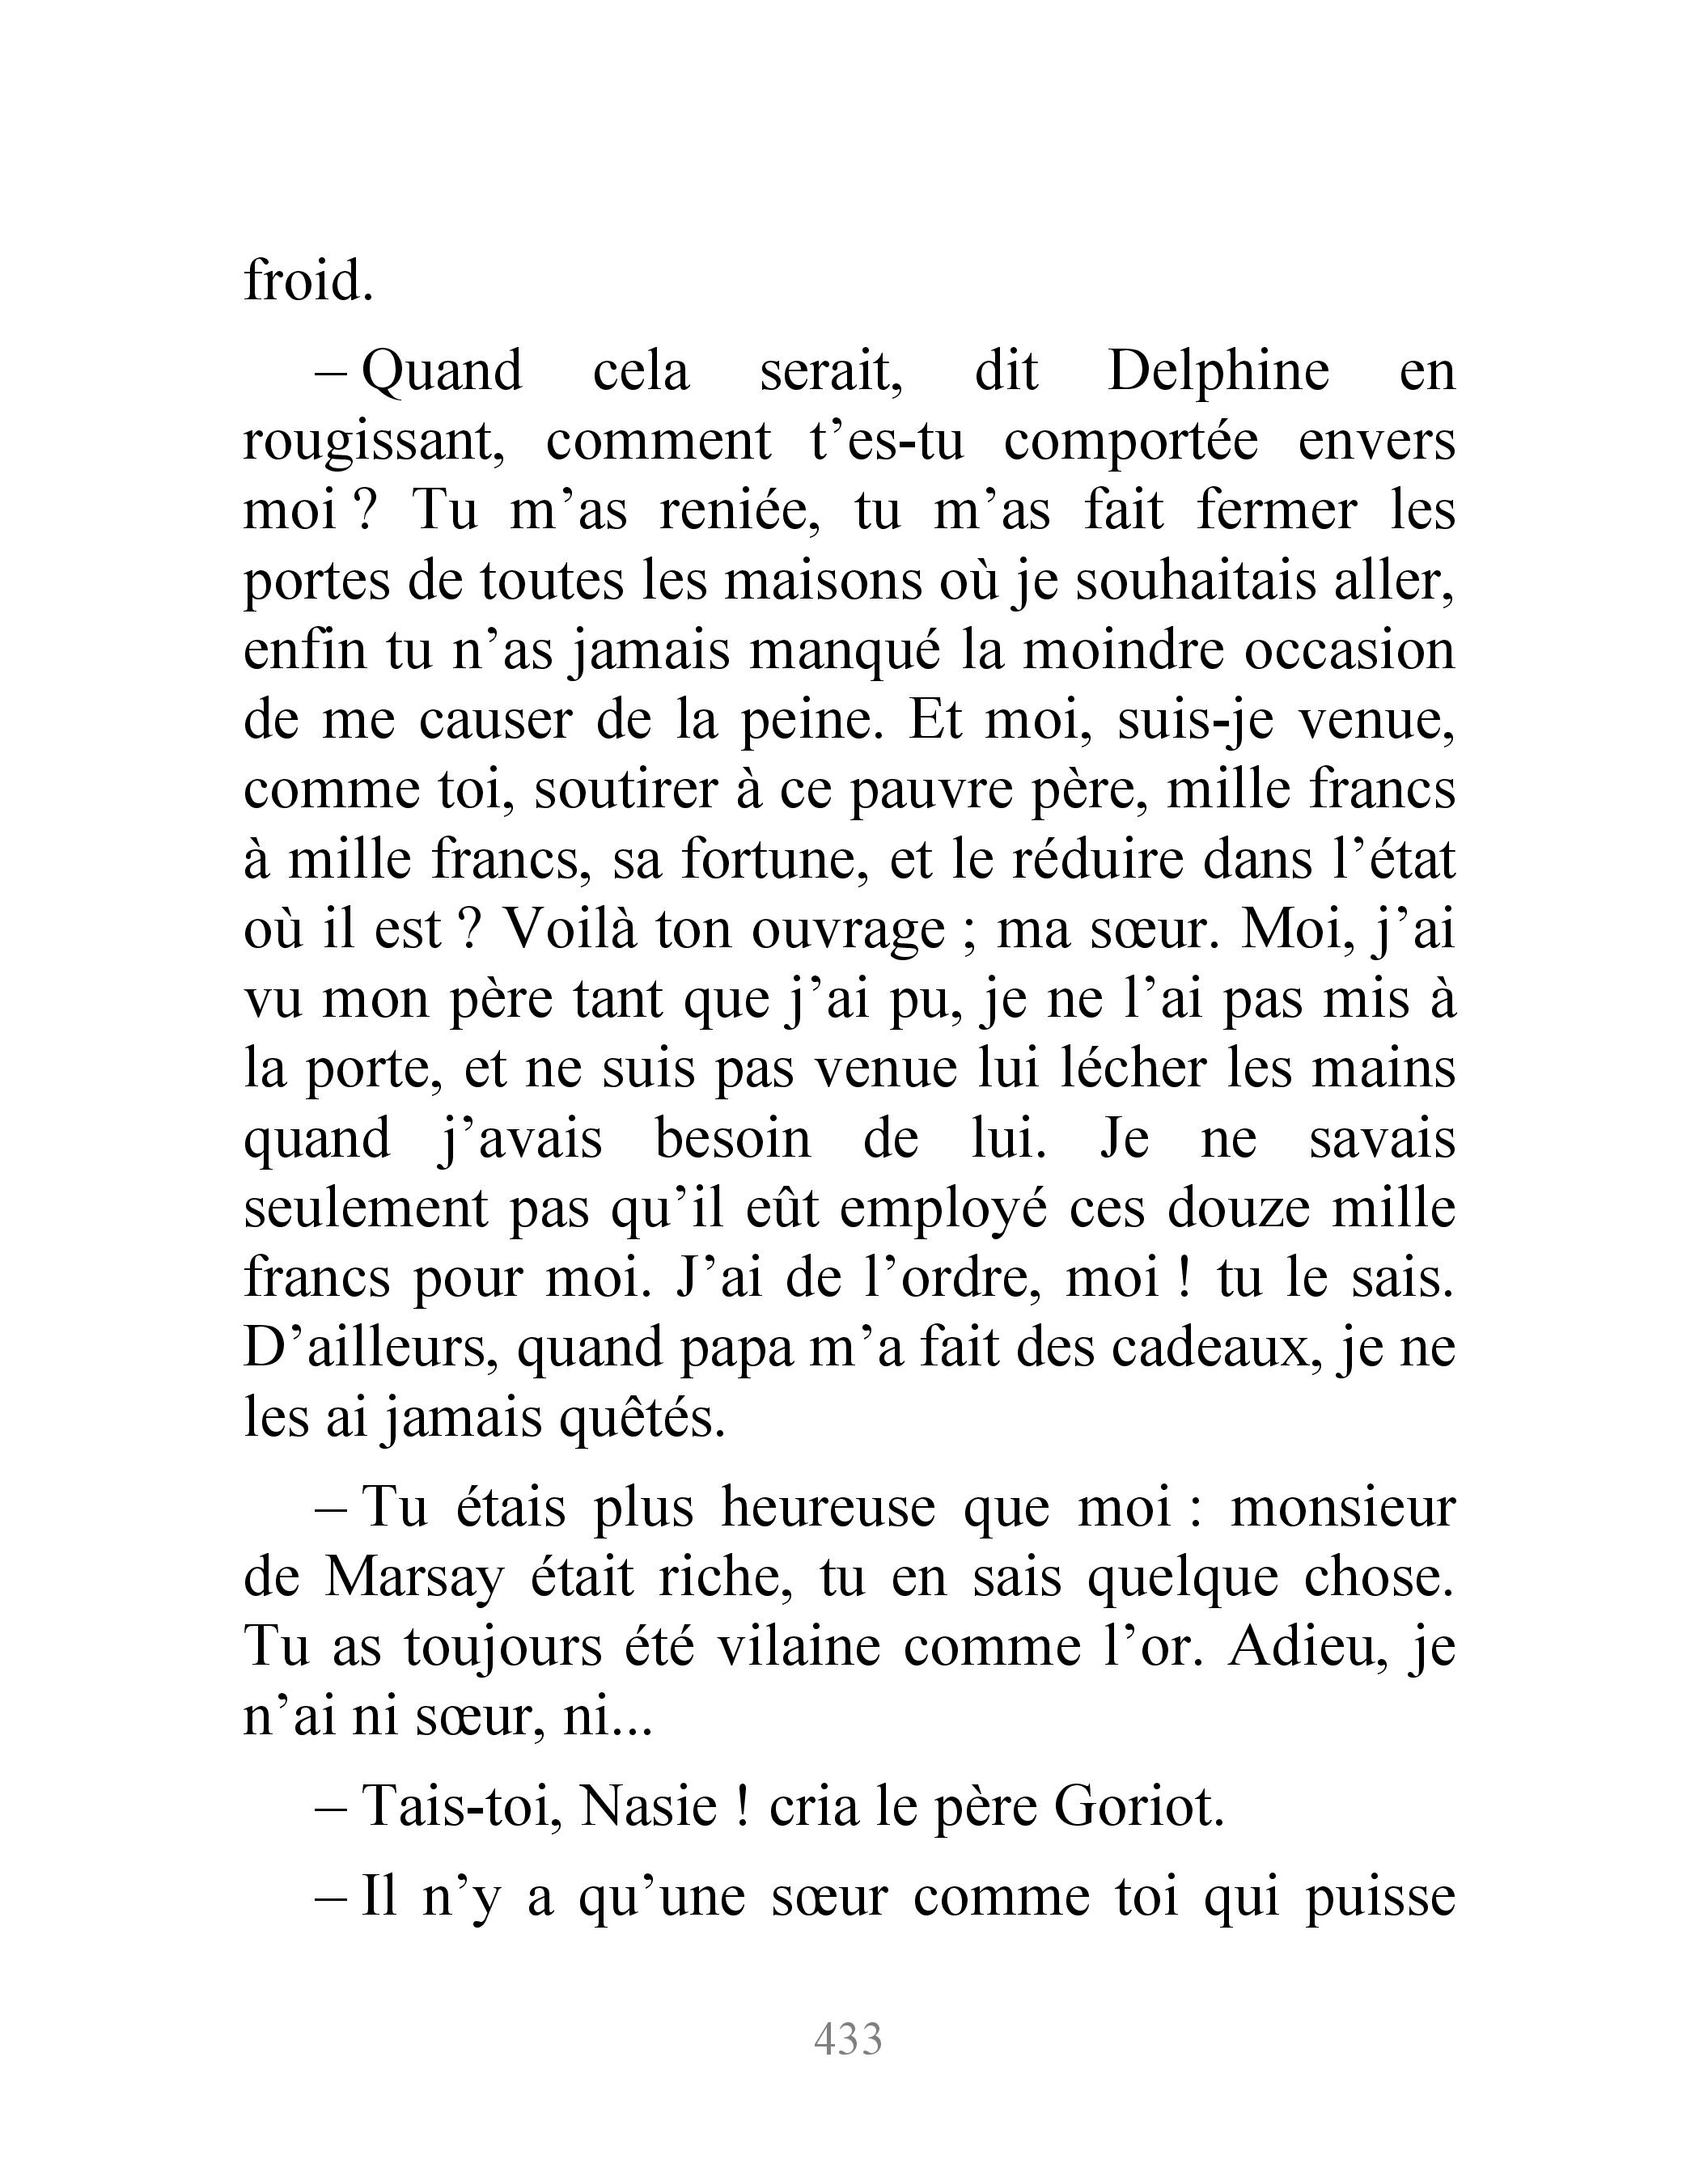 froid.
– Quand cela serait, dit Delphine en
rougissant, comment t’es-tu comportée envers
moi ? Tu m’as reniée, tu m’as fait fermer les
portes de toutes les maisons où je souhaitais aller,
enfin tu n’as jamais manqué la moindre occasion
de me causer de la peine. Et moi, suis-je venue,
comme toi, soutirer à ce pauvre père, mille francs
à mille francs, sa fortune, et le réduire dans l’état
où il est ? Voilà ton ouvrage ; ma sœur. Moi, j’ai
vu mon père tant que j’ai pu, je ne l’ai pas mis à
la porte, et ne suis pas venue lui lécher les mains
quand j’avais besoin de lui. Je ne savais
seulement pas qu’il eût employé ces douze mille
francs pour moi. J’ai de l’ordre, moi ! tu le sais.
D’ailleurs, quand papa m’a fait des cadeaux, je ne
les ai jamais quêtés.
– Tu étais plus heureuse que moi : monsieur
de Marsay était riche, tu en sais quelque chose.
Tu as toujours été vilaine comme l’or. Adieu, je
n’ai ni sœur, ni...
– Tais-toi, Nasie ! cria le père Goriot.
– Il n’y a qu’une sœur comme toi qui puisse
433